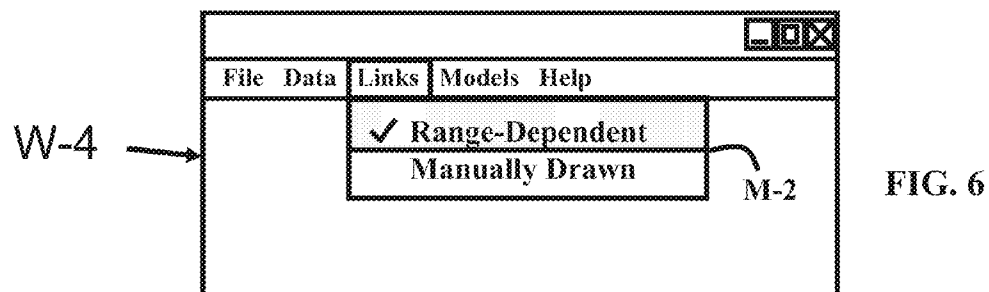 File Data Links Models Help
✓ Range-Dependent
W-4
Manually Drawn
M-2
FIG. 6